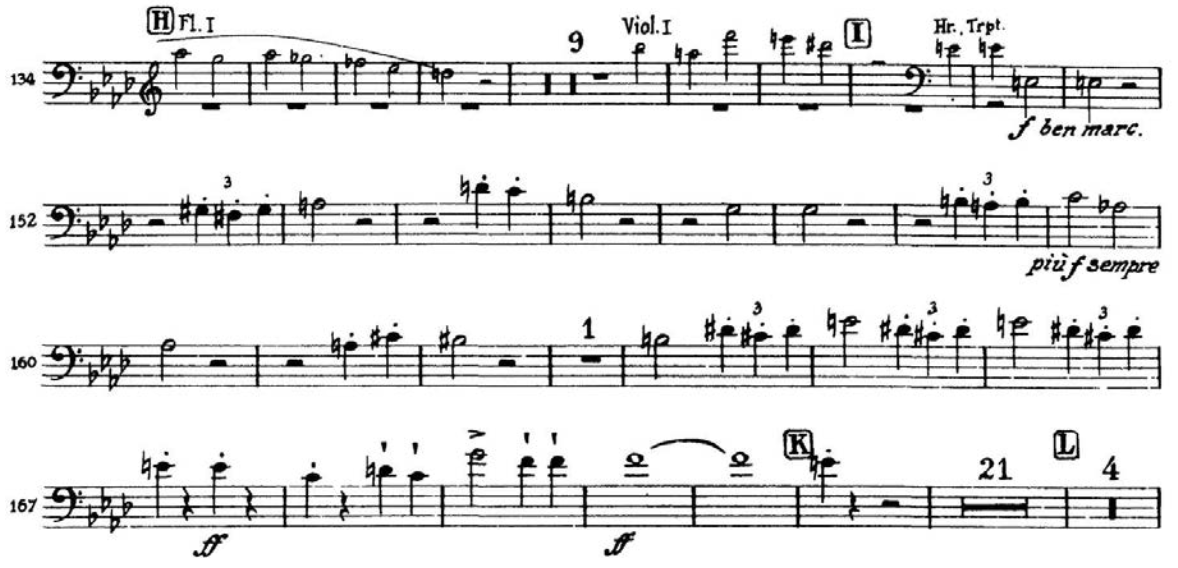 H Fl. I 9 Viol. I I Hr., Trpt.
134
f ben marc.
3 3
152
più f sempre
1 3 3 3
160
K 21 L 4
167
ff ff